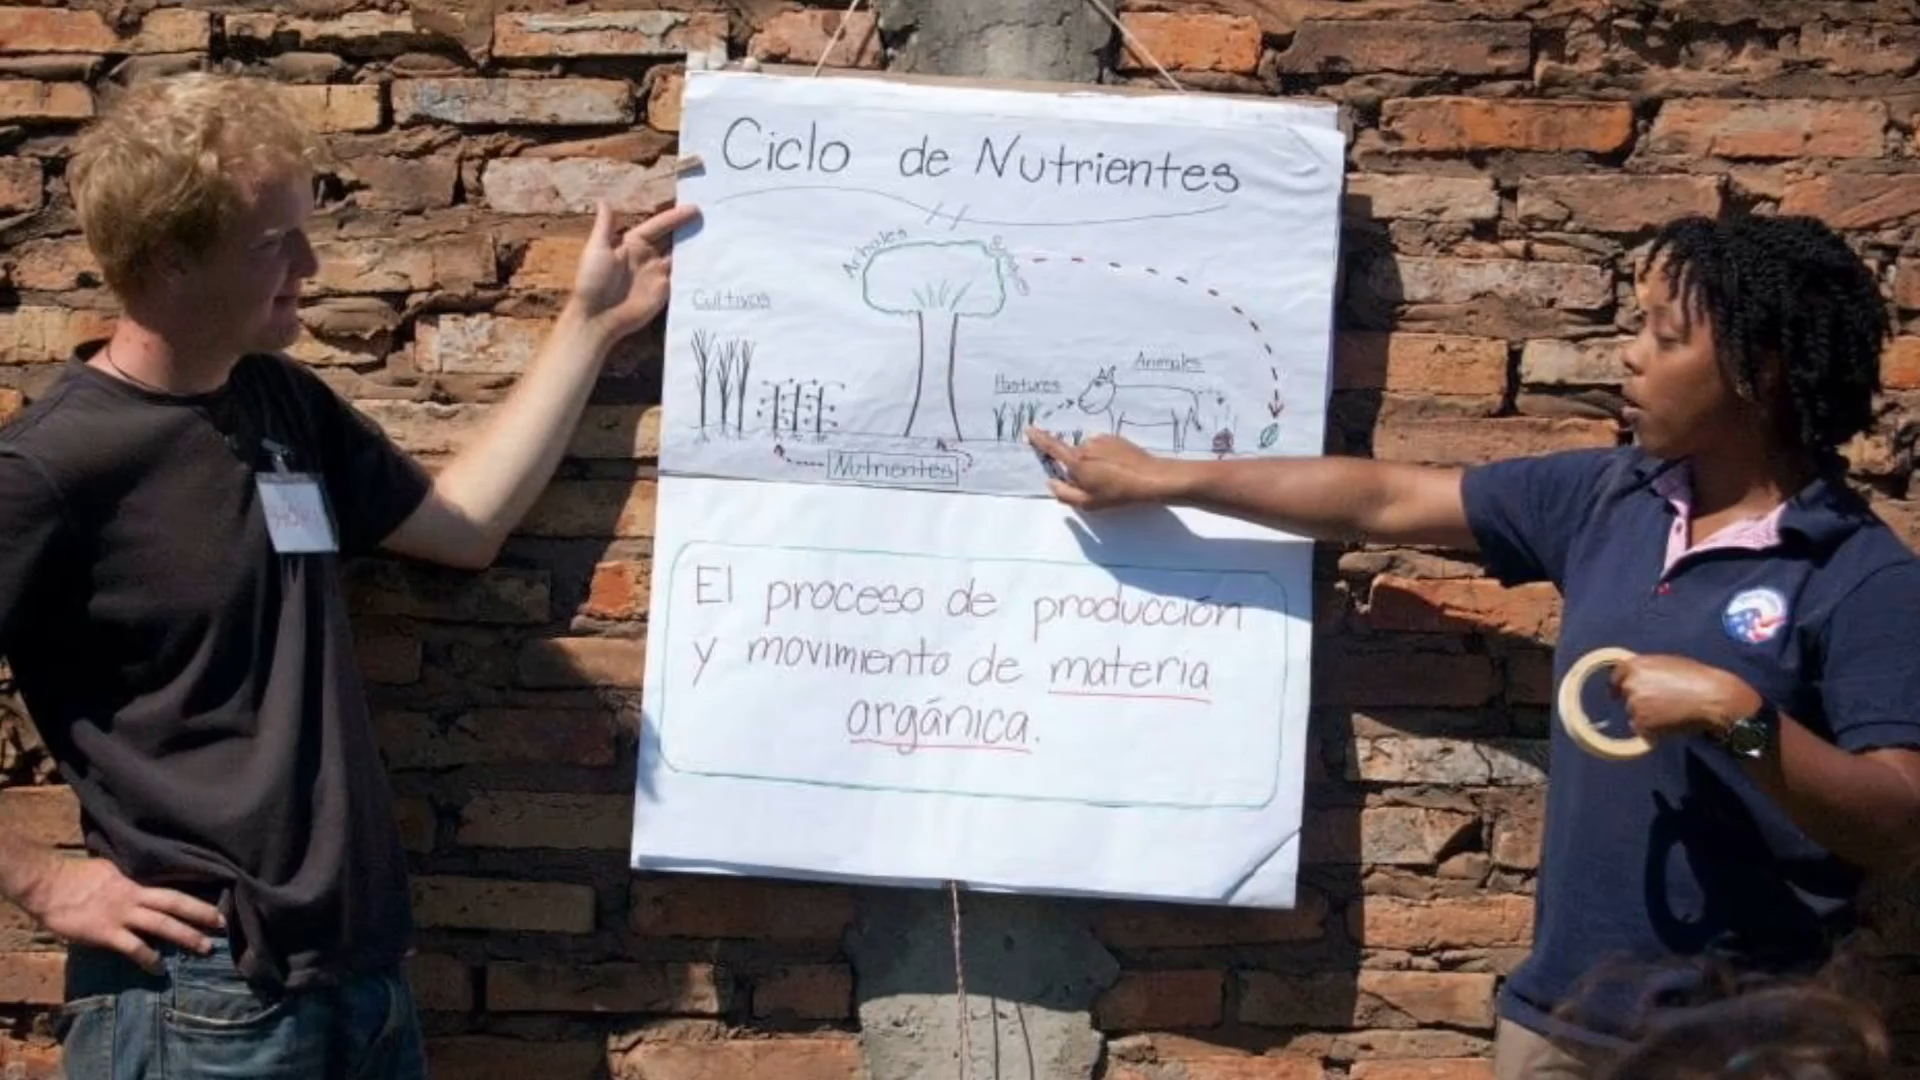 Ciclo de Nutrientes
Arboles
Cultivos
Animales
Pastures
Nutrientes
El proceso de producción
y movimiento de materia
orgánica.